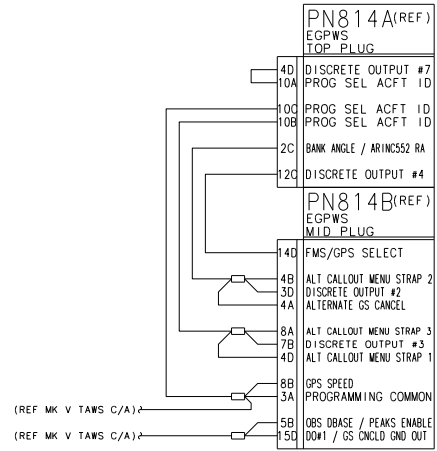 PN814A(REF)
EGPWS
TOP PLUG
4D DISCRETE OUTPUT #7
10A PROG SEL ACFT ID
10C PROG SEL ACFT ID
10B PROG SEL ACFT ID
2C BANK ANGLE / ARINC552 RA
12C DISCRETE OUTPUT #4
PN814B(REF)
EGPWS
MID PLUG
14D FMS/GPS SELECT
4B ALT CALLOUT MENU STRAP 2
3D DISCRETE OUTPUT #2
4A ALTERNATE GS CANCEL
8A ALT CALLOUT MENU STRAP 3
7B DISCRETE OUTPUT #3
4D ALT CALLOUT MENU STRAP 1
8B GPS SPEED
3A PROGRAMMING COMMON
(REF MK V TAWS C/A)
5B OBS DBASE / PEAKS ENABLE
(REF MK V TAWS C/A) 15D DO#1 / GS CNCLD GND OUT